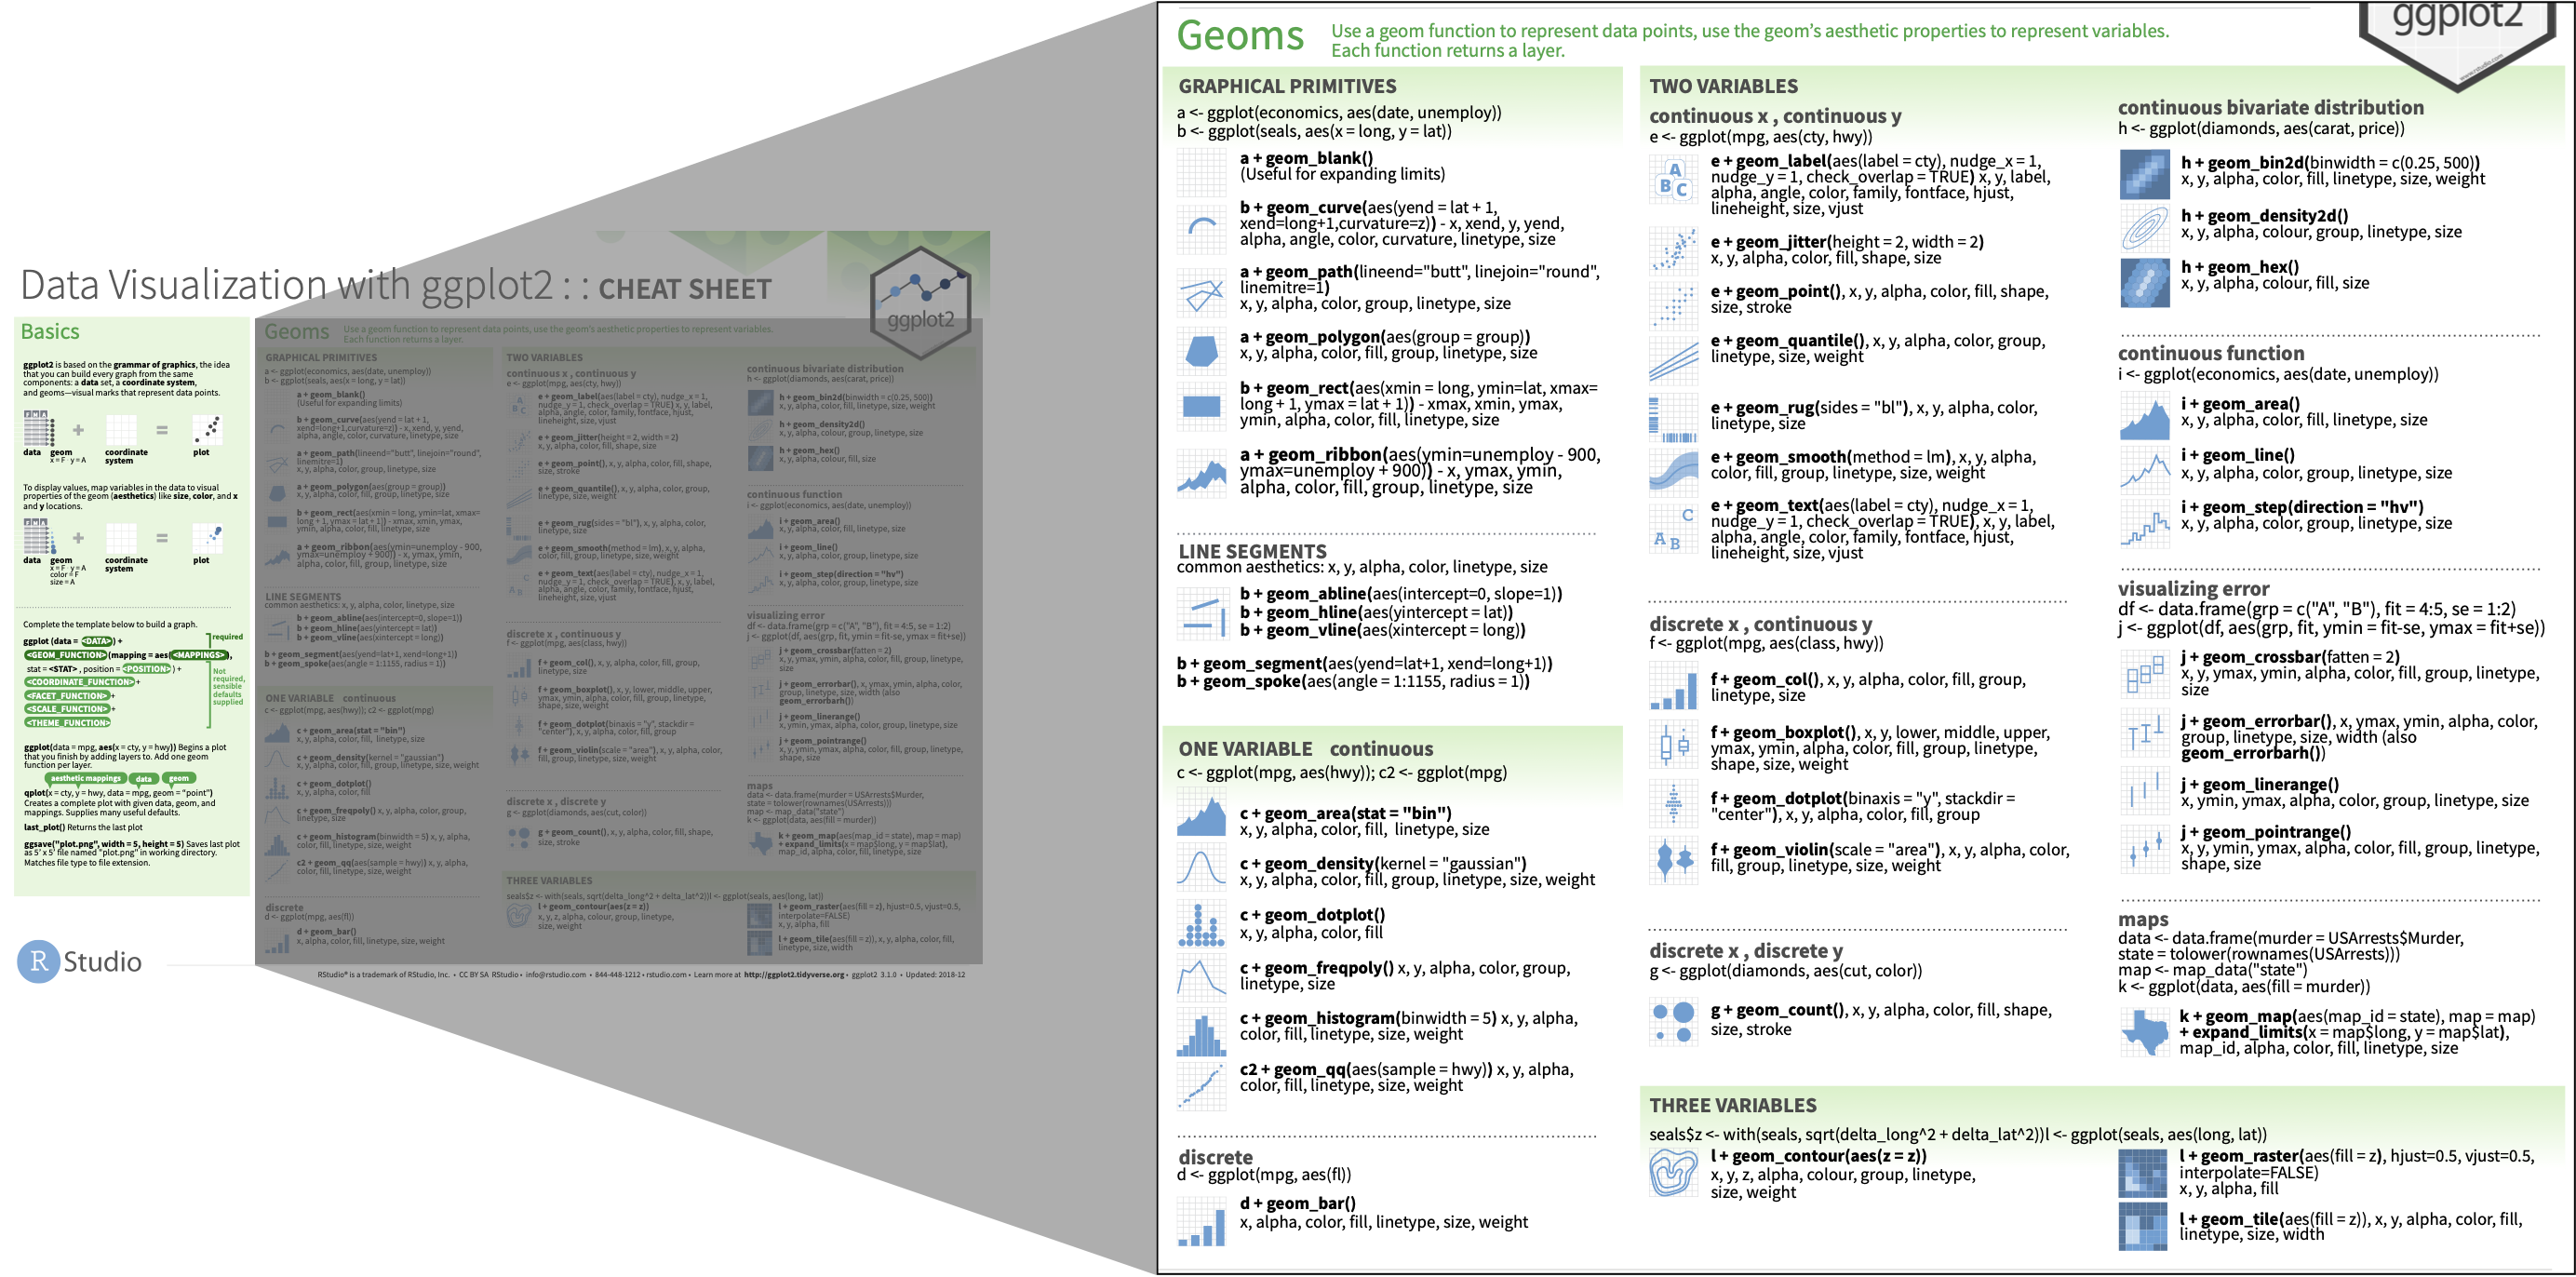 Data Visualization with ggplot2 : : CHEAT SHEET
ggplot2
Basics
ggplot2 is based on the grammar of graphics, the idea
that you can build every graph from the same
components: a data set, a coordinate system,
and geoms—visual marks that represent data points.
F M A
+ =
data geom coordinate plot
x = F y = A system
To display values, map variables in the data to visual
properties of the geom (aesthetics) like size, color, and x
and y locations.
F M A
+ =
data geom coordinate plot
x = F y = A system
color = F
size = A
Complete the template below to build a graph.
required
ggplot (data = <DATA>) +
<GEOM_FUNCTION>(mapping = aes(<MAPPINGS>),
stat = <STAT>, position = <POSITION>) +
<COORDINATE_FUNCTION> +
<FACET_FUNCTION> +
<SCALE_FUNCTION> +
<THEME_FUNCTION>
Not
required,
sensible
defaults
supplied
ggplot(data = mpg, aes(x = cty, y = hwy)) Begins a plot
that you finish by adding layers to. Add one geom
function per layer.
aesthetic mappings data geom
qplot(x = cty, y = hwy, data = mpg, geom = "point")
Creates a complete plot with given data, geom, and
mappings. Supplies many useful defaults.
last_plot() Returns the last plot
ggsave("plot.png", width = 5, height = 5) Saves last plot
as 5' x 5' file named "plot.png" in working directory.
Matches file type to file extension.
R Studio
RStudio® is a trademark of RStudio, Inc. • CC BY SA RStudio • info@rstudio.com • 844-448-1212 • rstudio.com • Learn more at http://ggplot2.tidyverse.org • ggplot2 3.1.0 • Updated: 2018-12
Geoms
Use a geom function to represent data points, use the geom's aesthetic properties to represent variables.
Each function returns a layer.
ggplot2
www.rstudio.com
GRAPHICAL PRIMITIVES
a <- ggplot(economics, aes(date, unemploy))
b <- ggplot(seals, aes(x = long, y = lat))
a + geom_blank()
(Useful for expanding limits)
b + geom_curve(aes(yend = lat + 1,
xend=long+1,curvature=z)) - x, xend, y, yend,
alpha, angle, color, curvature, linetype, size
a + geom_path(lineend="butt", linejoin="round",
linemitre=1)
x, y, alpha, color, group, linetype, size
a + geom_polygon(aes(group = group))
x, y, alpha, color, fill, group, linetype, size
b + geom_rect(aes(xmin = long, ymin=lat, xmax=
long + 1, ymax = lat + 1)) - xmax, xmin, ymax,
ymin, alpha, color, fill, linetype, size
a + geom_ribbon(aes(ymin=unemploy - 900,
ymax=unemploy + 900)) - x, ymax, ymin,
alpha, color, fill, group, linetype, size
LINE SEGMENTS
common aesthetics: x, y, alpha, color, linetype, size
b + geom_abline(aes(intercept=0, slope=1))
b + geom_hline(aes(yintercept = lat))
b + geom_vline(aes(xintercept = long))
b + geom_segment(aes(yend=lat+1, xend=long+1))
b + geom_spoke(aes(angle = 1:1155, radius = 1))
ONE VARIABLE continuous
c <- ggplot(mpg, aes(hwy)); c2 <- ggplot(mpg)
c + geom_area(stat = "bin")
x, y, alpha, color, fill, linetype, size
c + geom_density(kernel = "gaussian")
x, y, alpha, color, fill, group, linetype, size, weight
c + geom_dotplot()
x, y, alpha, color, fill
c + geom_freqpoly() x, y, alpha, color, group,
linetype, size
c + geom_histogram(binwidth = 5) x, y, alpha,
color, fill, linetype, size, weight
c2 + geom_qq(aes(sample = hwy)) x, y, alpha,
color, fill, linetype, size, weight
discrete
d <- ggplot(mpg, aes(fl))
d + geom_bar()
x, alpha, color, fill, linetype, size, weight
TWO VARIABLES
continuous x , continuous y
e <- ggplot(mpg, aes(cty, hwy))
A
B C
e + geom_label(aes(label = cty), nudge_x = 1,
nudge_y = 1, check_overlap = TRUE) x, y, label,
alpha, angle, color, family, fontface, hjust,
lineheight, size, vjust
e + geom_jitter(height = 2, width = 2)
x, y, alpha, color, fill, shape, size
e + geom_point(), x, y, alpha, color, fill, shape,
size, stroke
e + geom_quantile(), x, y, alpha, color, group,
linetype, size, weight
e + geom_rug(sides = "bl"), x, y, alpha, color,
linetype, size
e + geom_smooth(method = lm), x, y, alpha,
color, fill, group, linetype, size, weight
C
A B
e + geom_text(aes(label = cty), nudge_x = 1,
nudge_y = 1, check_overlap = TRUE), x, y, label,
alpha, angle, color, family, fontface, hjust,
lineheight, size, vjust
discrete x , continuous y
f <- ggplot(mpg, aes(class, hwy))
f + geom_col(), x, y, alpha, color, fill, group,
linetype, size
f + geom_boxplot(), x, y, lower, middle, upper,
ymax, ymin, alpha, color, fill, group, linetype,
shape, size, weight
f + geom_dotplot(binaxis = "y", stackdir =
"center"), x, y, alpha, color, fill, group
f + geom_violin(scale = "area"), x, y, alpha, color,
fill, group, linetype, size, weight
discrete x , discrete y
g <- ggplot(diamonds, aes(cut, color))
g + geom_count(), x, y, alpha, color, fill, shape,
size, stroke
continuous bivariate distribution
h <- ggplot(diamonds, aes(carat, price))
h + geom_bin2d(binwidth = c(0.25, 500))
x, y, alpha, color, fill, linetype, size, weight
h + geom_density2d()
x, y, alpha, colour, group, linetype, size
h + geom_hex()
x, y, alpha, colour, fill, size
continuous function
i <- ggplot(economics, aes(date, unemploy))
i + geom_area()
x, y, alpha, color, fill, linetype, size
i + geom_line()
x, y, alpha, color, group, linetype, size
i + geom_step(direction = "hv")
x, y, alpha, color, group, linetype, size
visualizing error
df <- data.frame(grp = c("A", "B"), fit = 4:5, se = 1:2)
j <- ggplot(df, aes(grp, fit, ymin = fit-se, ymax = fit+se))
j + geom_crossbar(fatten = 2)
x, y, ymax, ymin, alpha, color, fill, group, linetype,
size
j + geom_errorbar(), x, ymax, ymin, alpha, color,
group, linetype, size, width (also
geom_errorbarh())
j + geom_linerange()
x, ymin, ymax, alpha, color, group, linetype, size
j + geom_pointrange()
x, y, ymin, ymax, alpha, color, fill, group, linetype,
shape, size
maps
data <- data.frame(murder = USArrests$Murder,
state = tolower(rownames(USArrests)))
map <- map_data("state")
k <- ggplot(data, aes(fill = murder))
k + geom_map(aes(map_id = state), map = map)
+ expand_limits(x = map$long, y = map$lat),
map_id, alpha, color, fill, linetype, size
THREE VARIABLES
seals$z <- with(seals, sqrt(delta_long^2 + delta_lat^2))l <- ggplot(seals, aes(long, lat))
l + geom_contour(aes(z = z))
x, y, z, alpha, colour, group, linetype,
size, weight
l + geom_raster(aes(fill = z), hjust=0.5, vjust=0.5,
interpolate=FALSE)
x, y, alpha, fill
l + geom_tile(aes(fill = z)), x, y, alpha, color, fill,
linetype, size, width